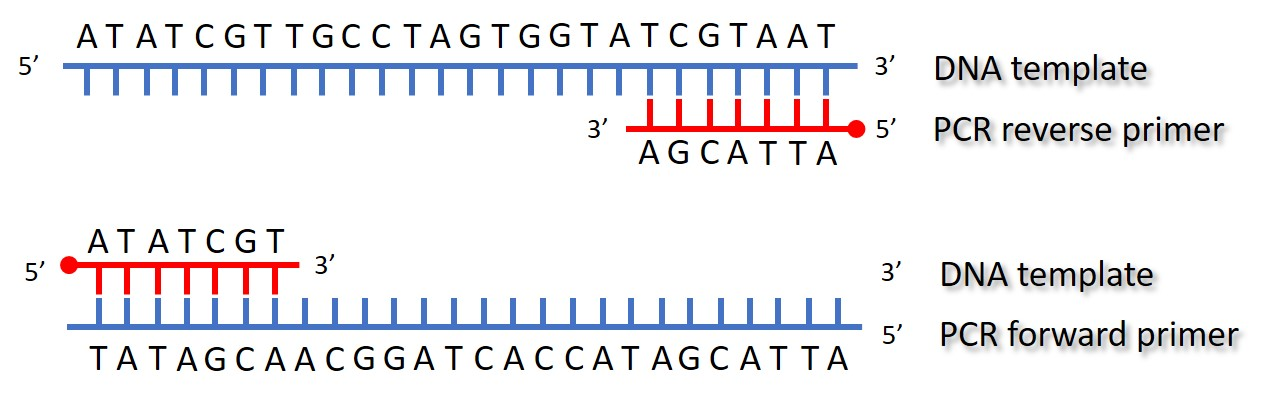 A T A T C G T T G C C T A G T G G T A T C G T A A T
5’ 3’ DNA template
3’ 5’ PCR reverse primer
A G C A T T A
A T A T C G T
5’ 3’ 3’ DNA template
5’ PCR forward primer
T A T A G C A A C G G A T C A C C A T A G C A T T A